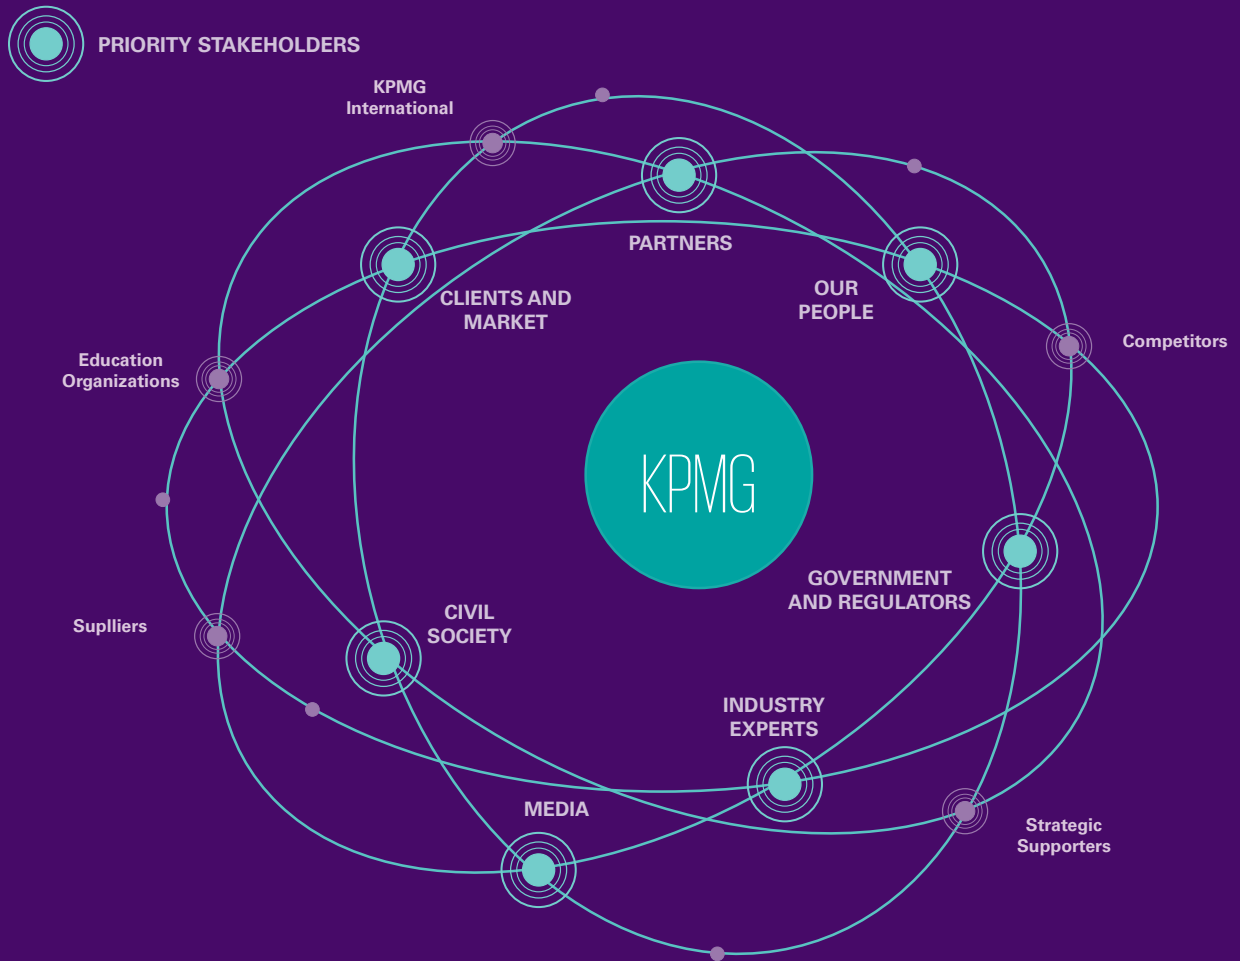 PRIORITY STAKEHOLDERS
KPMG
International
PARTNERS
CLIENTS AND
MARKET
OUR
PEOPLE
Education
Organizations
Competitors
KPMG
GOVERNMENT
AND REGULATORS
CIVIL
SOCIETY
Suplliers
INDUSTRY
EXPERTS
MEDIA
Strategic
Supporters